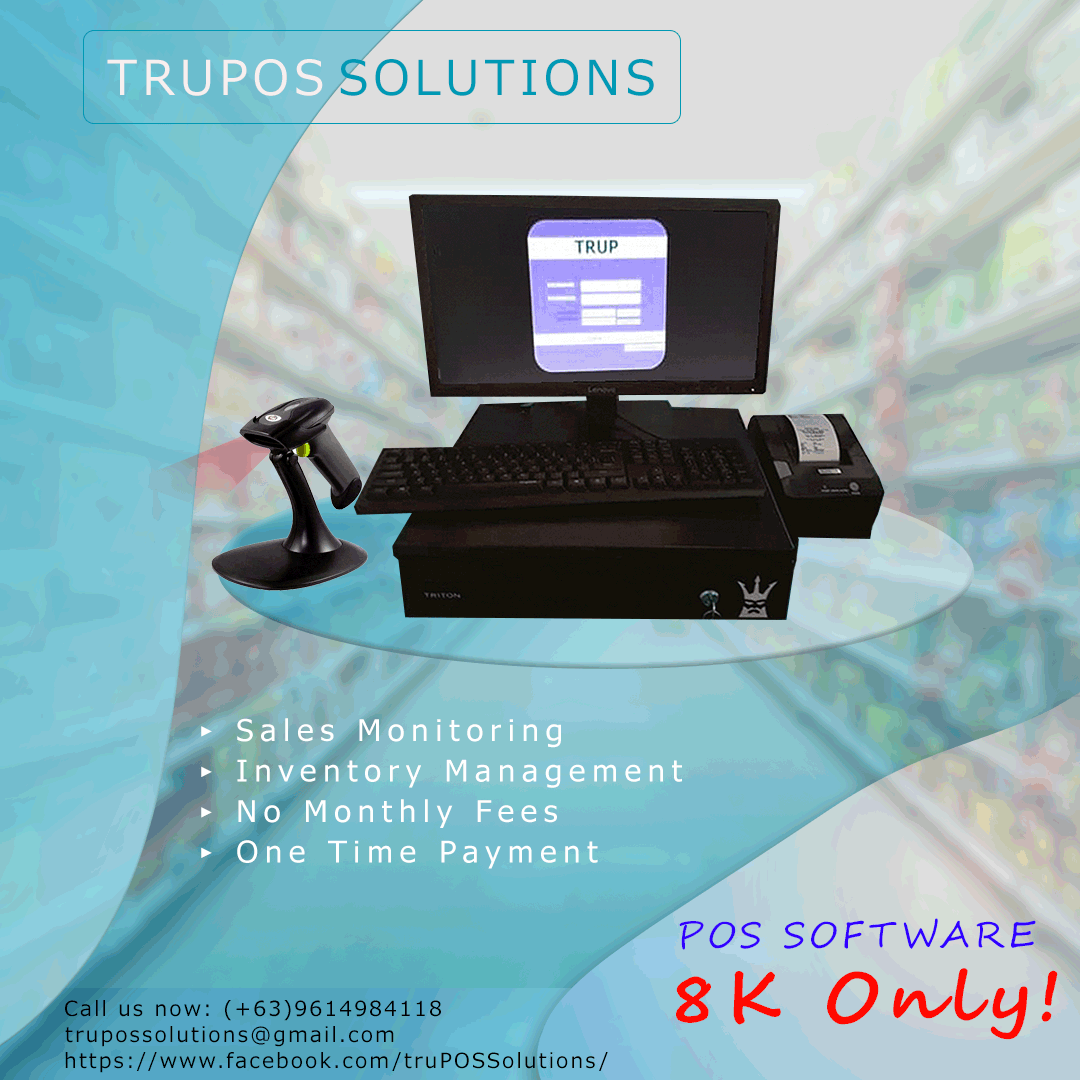 TRUPOS SOLUTIONS
TRUP
Lenovo
TRITON
Sales Monitoring
Inventory Management
No Monthly Fees
One Time Payment
POS SOFTWARE
8K Only!
Call us now: (+63)9614984118
trupossolutions@gmail.com
https://www.facebook.com/truPOSSolutions/